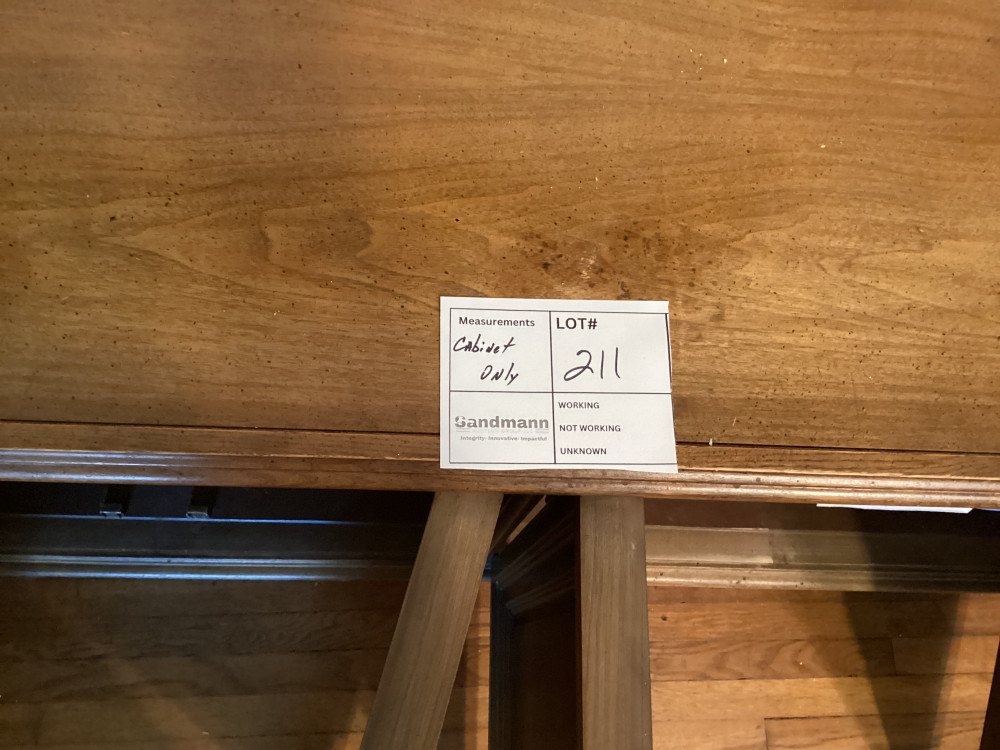 Measurements
Cabinet
Only
LOT#
211
Sandmann
Integrity · Innovative · Impactful
WORKING
NOT WORKING
UNKNOWN